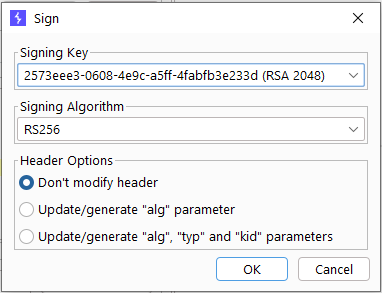 Sign
Signing Key
2573eee3-0608-4e9c-a5ff-4fabfb3e233d (RSA 2048)
Signing Algorithm
RS256
Header Options
Don't modify header
Update/generate "alg" parameter
Update/generate "alg", "typ" and "kid" parameters
OK
Cancel